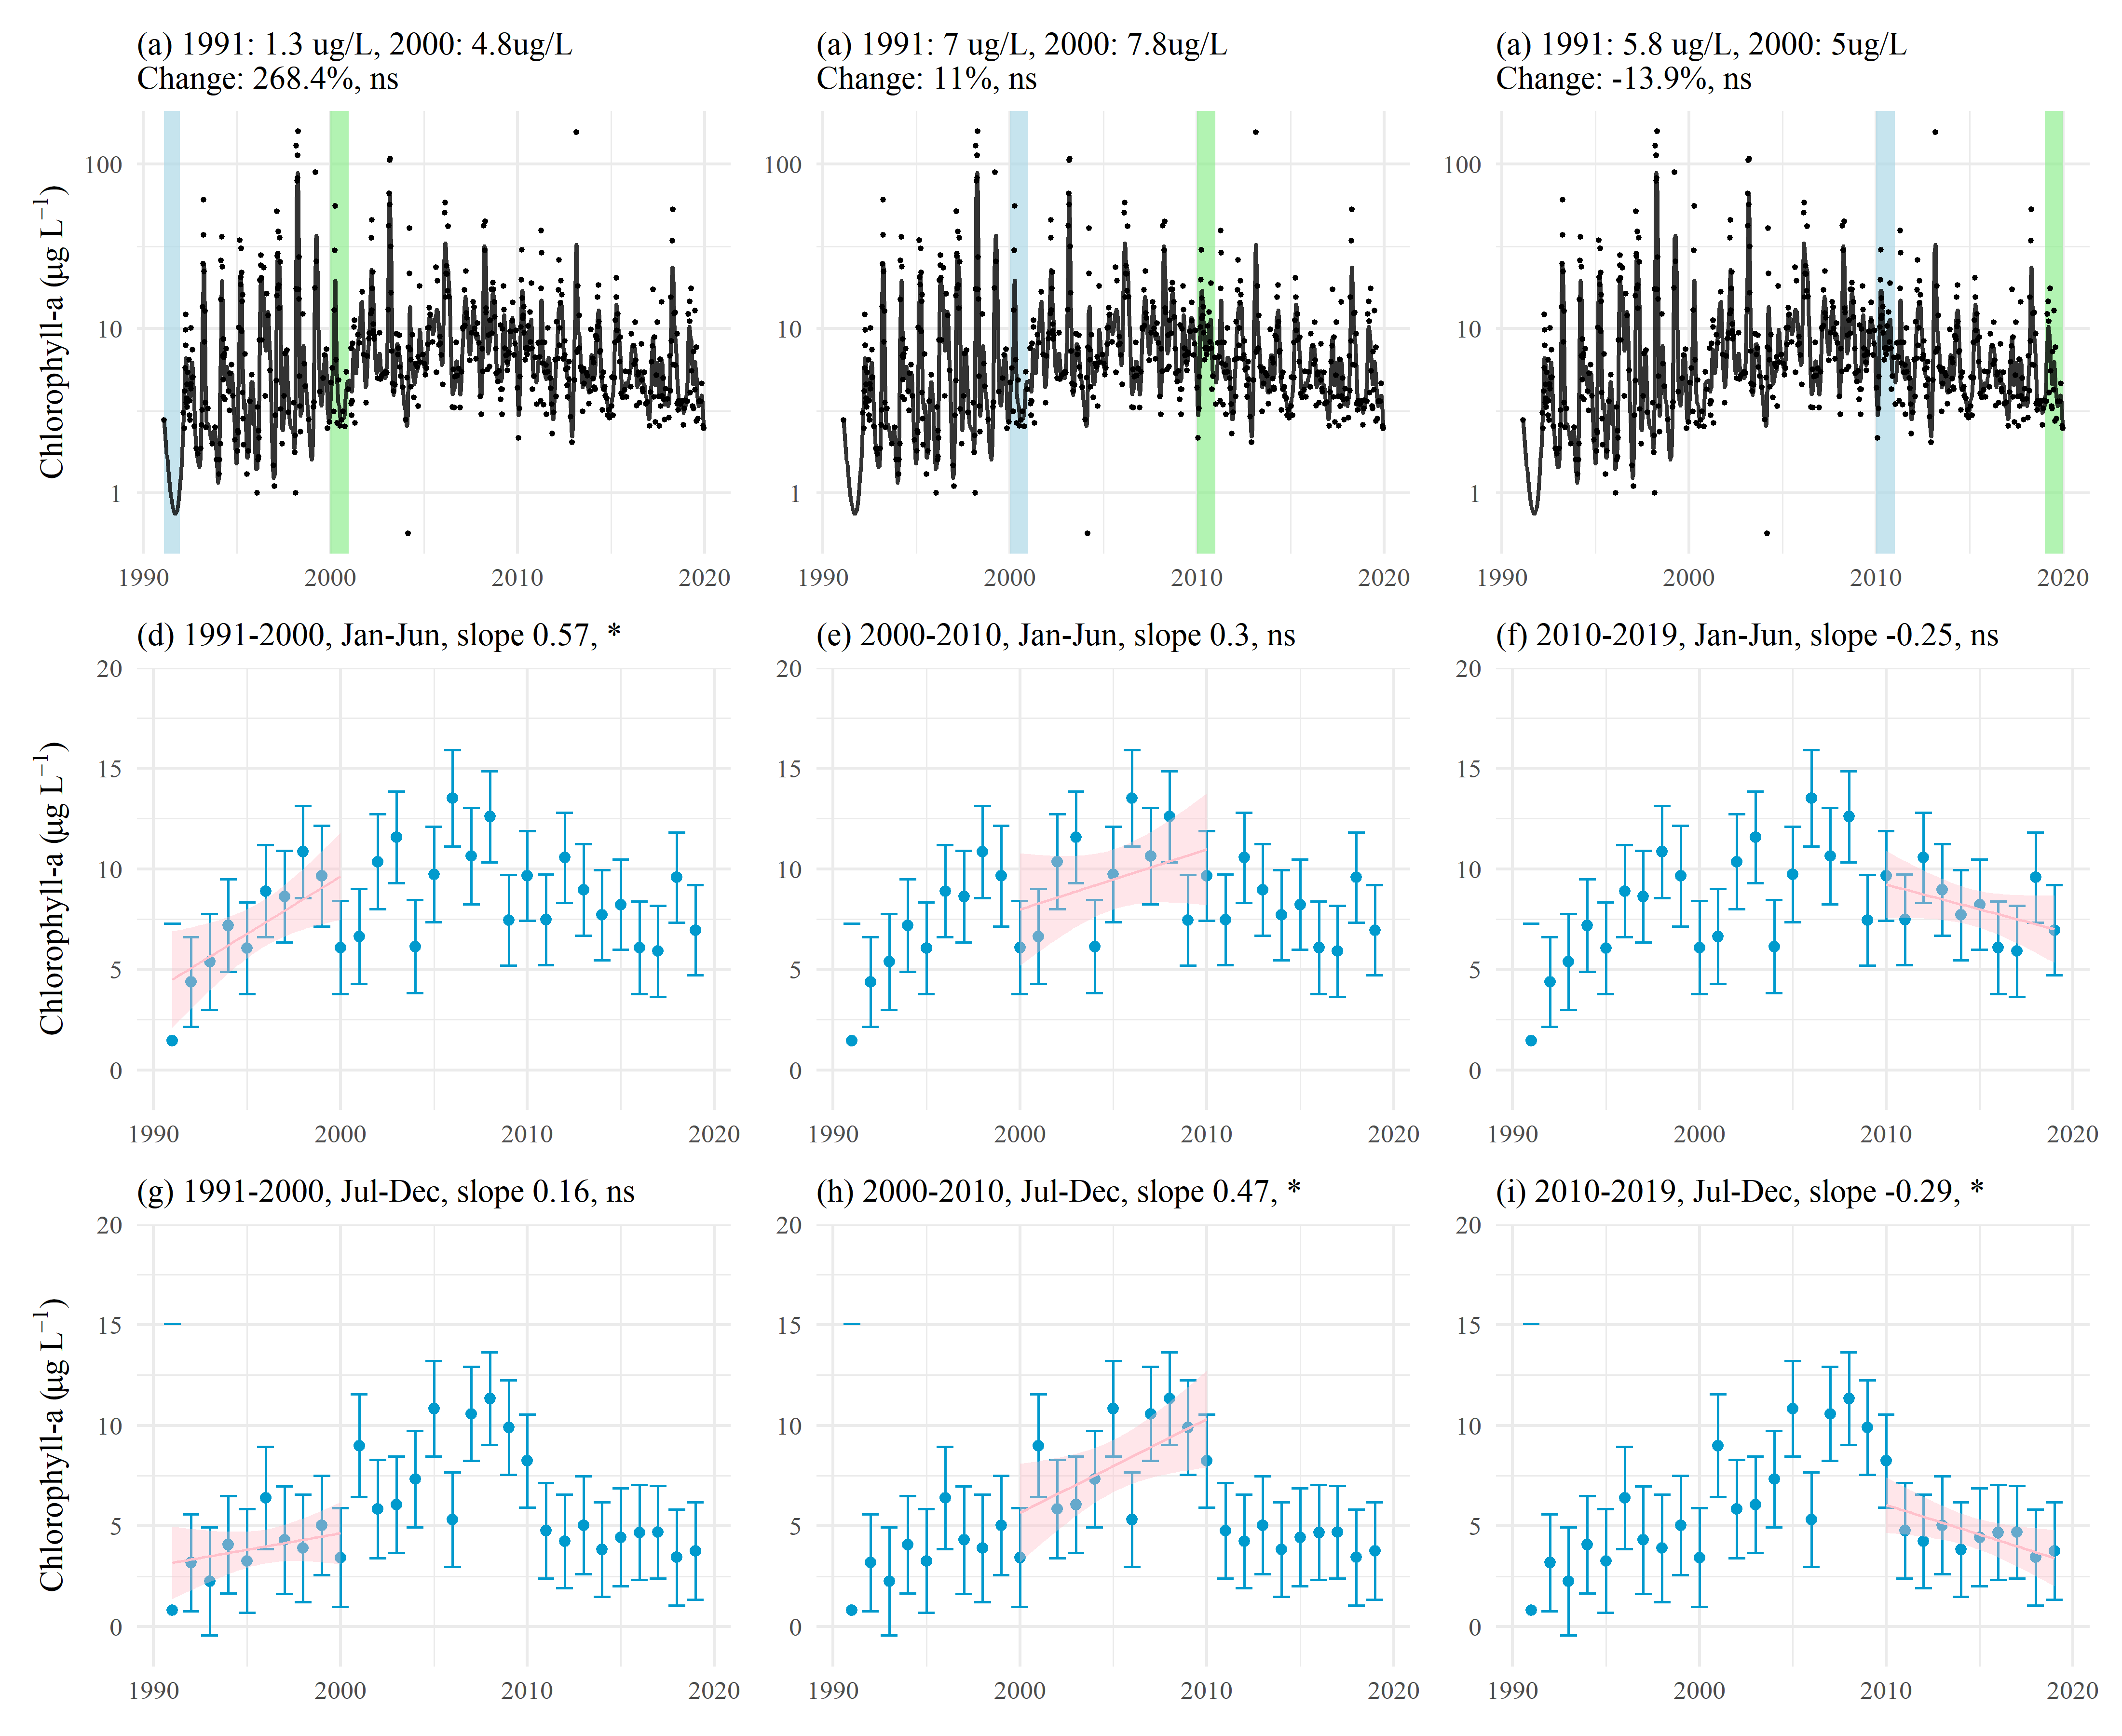 (a) 1991: 1.3 ug/L, 2000: 4.8ug/L
Change: 268.4%, ns
(a) 1991: 7 ug/L, 2000: 7.8ug/L
Change: 11%, ns
(a) 1991: 5.8 ug/L, 2000: 5ug/L
Change: -13.9%, ns
Chlorophyll-a (μg L⁻¹)
100
10
1
1990 2000 2010 2020
100
10
1
1990 2000 2010 2020
100
10
1
1990 2000 2010 2020
(d) 1991-2000, Jan-Jun, slope 0.57, *
(e) 2000-2010, Jan-Jun, slope 0.3, ns
(f) 2010-2019, Jan-Jun, slope -0.25, ns
Chlorophyll-a (μg L⁻¹)
20
15
10
5
0
1990 2000 2010 2020
20
15
10
5
0
1990 2000 2010 2020
20
15
10
5
0
1990 2000 2010 2020
(g) 1991-2000, Jul-Dec, slope 0.16, ns
(h) 2000-2010, Jul-Dec, slope 0.47, *
(i) 2010-2019, Jul-Dec, slope -0.29, *
Chlorophyll-a (μg L⁻¹)
20
15
10
5
0
1990 2000 2010 2020
20
15
10
5
0
1990 2000 2010 2020
20
15
10
5
0
1990 2000 2010 2020